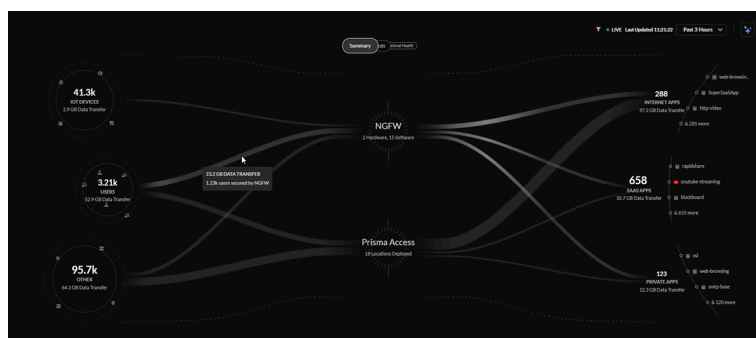 LIVE Last Updated 11:21:22 Past 3 Hours
Summary
41.3k
IOT DEVICES
2.9 GB Data Transfer
3.21k
USERS
52.9 GB Data Transfer
95.7k
OTHER
64.3 GB Data Transfer
23.2 GB DATA TRANSFER
1.23k users secured by NGFW
NGFW
2 Hardware, 15 Software
Prisma Access
18 Locations Deployed
288
INTERNET APPS
97.2 GB Data Transfer
web-browsin...
SuperSaaSApp
http-video
& 285 more
658
SAAS APPS
10.7 GB Data Transfer
rapidshare
youtube-streaming
blackboard
& 655 more
123
PRIVATE APPS
12.3 GB Data Transfer
ssl
web-browsing
smtp-base
& 120 more